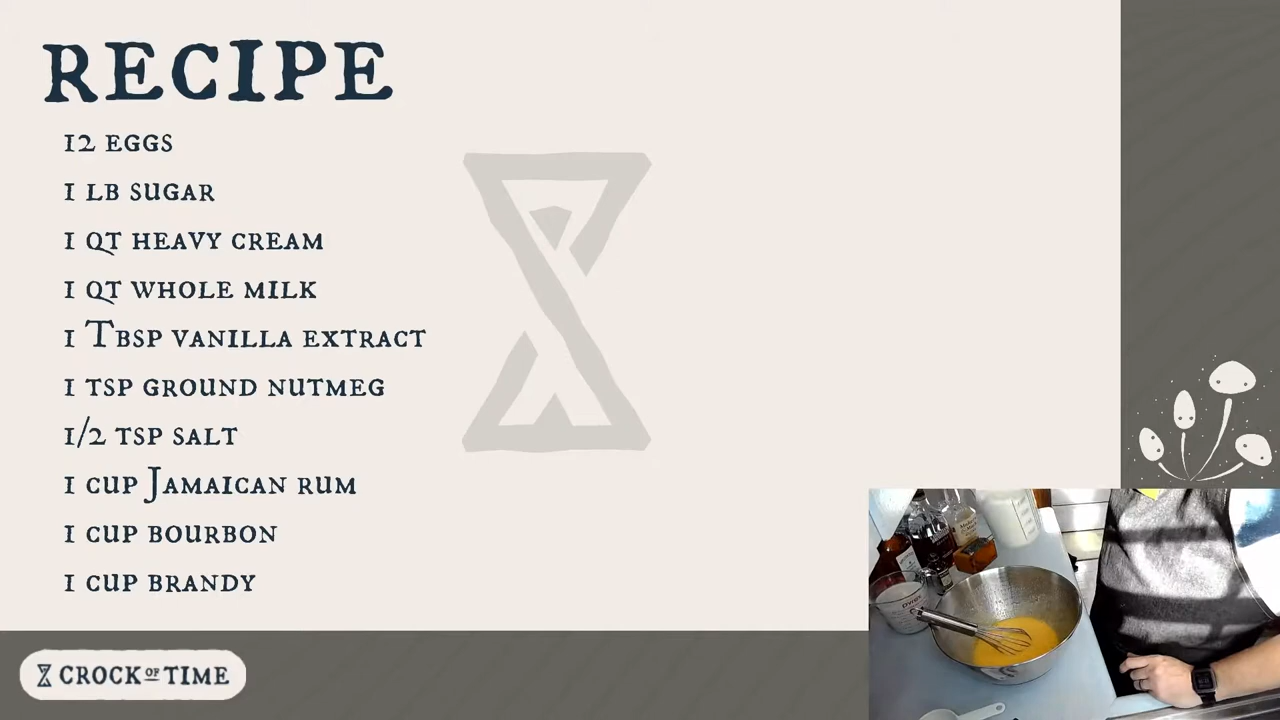 RECIPE
12 EGGS
1 LB SUGAR
1 QT HEAVY CREAM
1 QT WHOLE MILK
1 TBSP VANILLA EXTRACT
1 TSP GROUND NUTMEG
1/2 TSP SALT
1 CUP JAMAICAN RUM
1 CUP BOURBON
1 CUP BRANDY
CROCK OF TIME